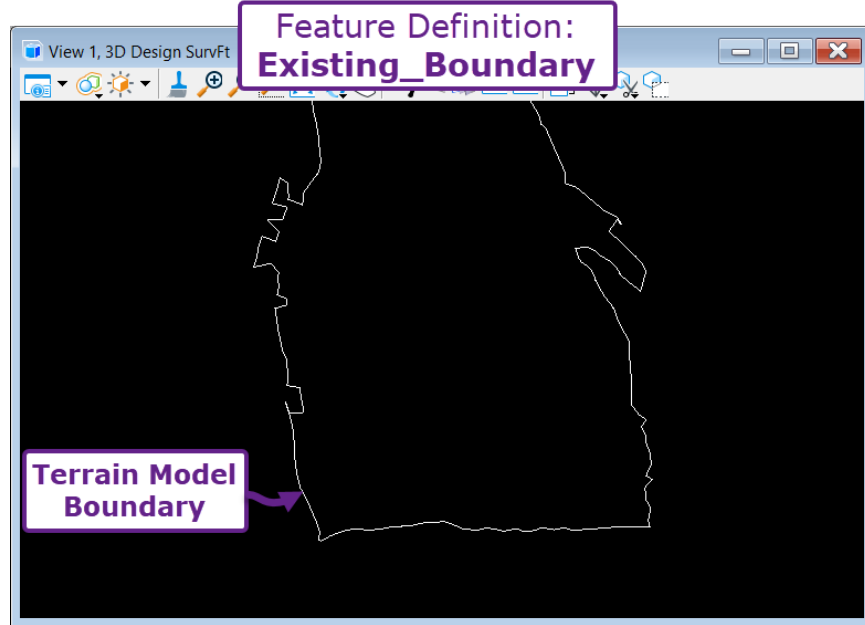 Feature Definition:
Existing_Boundary
View 1, 3D Design SurvFt
Terrain Model
Boundary